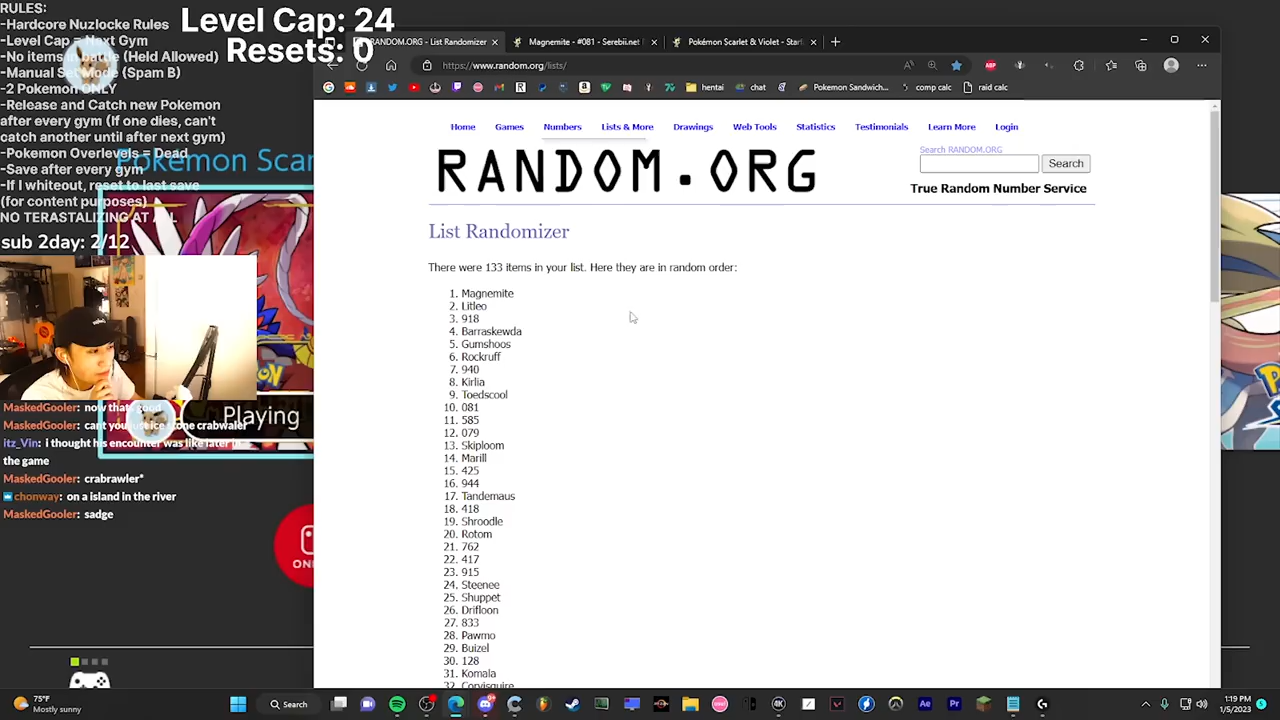 RULES:
-Hardcore Nuzlocke Rules
-Level Cap = Next Gym
-No items in battle (Held Allowed)
-Manual Set Mode (Spam B)
-2 Pokemon ONLY
-Release and Catch new Pokemon
after every gym (If one dies, can't
catch another until after next gym)
-Pokemon Overlevels = Dead
-Save after every gym
-If I whiteout, reset to last save
(for content purposes)
NO TERASTALIZING AT ALL
sub 2day: 2/12
Level Cap: 24
Resets: 0
Pokémon Scar
Playing
MaskedGooler: now thats good
MaskedGooler: cant you just ice stone crabwaler
itz_Vin: i thought his encounter was like later in
the game
MaskedGooler: crabrawler*
chonway: on a island in the river
MaskedGooler: sadge
RANDOM.ORG - List Randomizer
Magnemite - #081 - Serebii.net
Pokémon Scarlet & Violet - Star
https://www.random.org/lists/
hentai
chat
Pokemon Sandwich...
comp calc
raid calc
Home Games Numbers Lists & More Drawings Web Tools Statistics Testimonials Learn More Login
RANDOM.ORG
Search RANDOM.ORG
Search
True Random Number Service
List Randomizer
There were 133 items in your list. Here they are in random order:
1. Magnemite
2. Litleo
3. 918
4. Barraskewda
5. Gumshoos
6. Rockruff
7. 940
8. Kirlia
9. Toedscool
10. 081
11. 585
12. 079
13. Skiploom
14. Marill
15. 425
16. 944
17. Tandemaus
18. 418
19. Shroodle
20. Rotom
21. 762
22. 417
23. 915
24. Steenee
25. Shuppet
26. Drifloon
27. 833
28. Pawmo
29. Buizel
30. 128
31. Komala
32. Corvisquire
75°F
Mostly sunny
Search
1:19 PM
1/5/2023